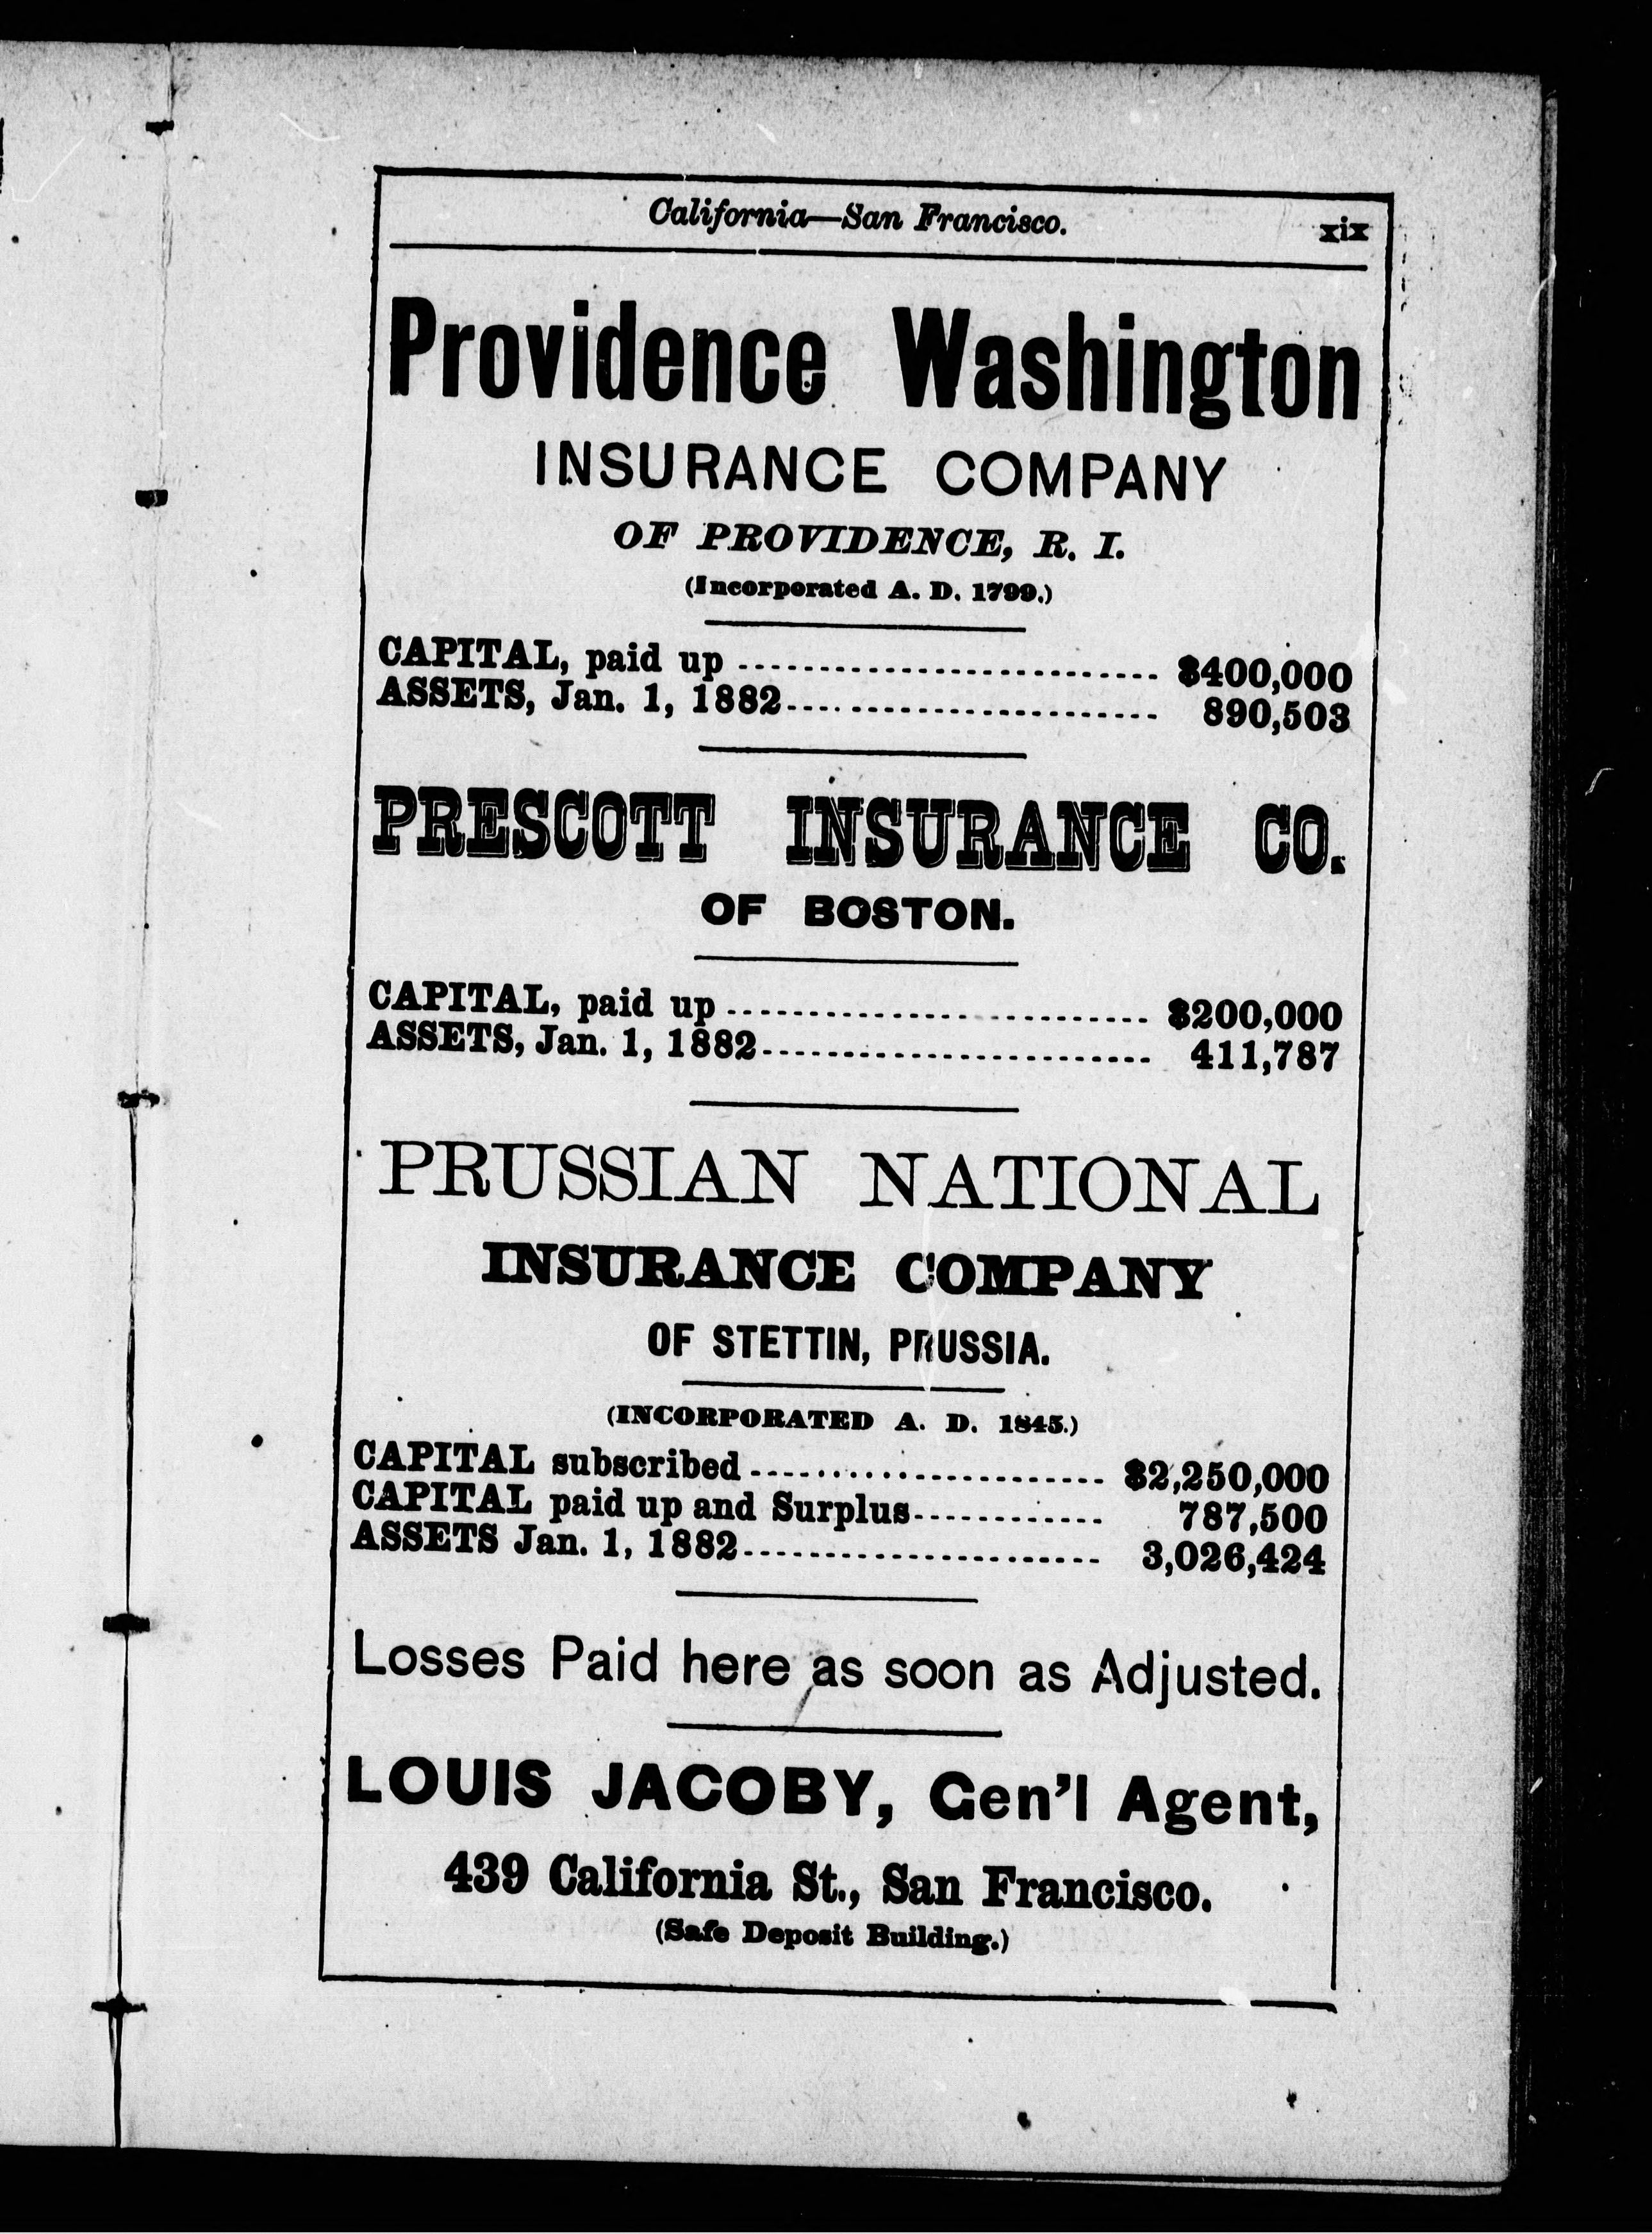 California—San Francisco. xix
Providence Washington
INSURANCE COMPANY
OF PROVIDENCE, R. I.
(Incorporated A. D. 1799.)
CAPITAL, paid up .......................... $400,000
ASSETS, Jan. 1, 1882....................... 890,503
PRESCOTT INSURANCE CO.
OF BOSTON.
CAPITAL, paid up .......................... $200,000
ASSETS, Jan. 1, 1882........................ 411,787
PRUSSIAN NATIONAL
INSURANCE COMPANY
OF STETTIN, PRUSSIA.
(INCORPORATED A. D. 1845.)
CAPITAL subscribed ...................... $2,250,000
CAPITAL paid up and Surplus............ 787,500
ASSETS Jan. 1, 1882...................... 3,026,424
Losses Paid here as soon as Adjusted.
LOUIS JACOBY, Gen'l Agent,
439 California St., San Francisco.
(Safe Deposit Building.)